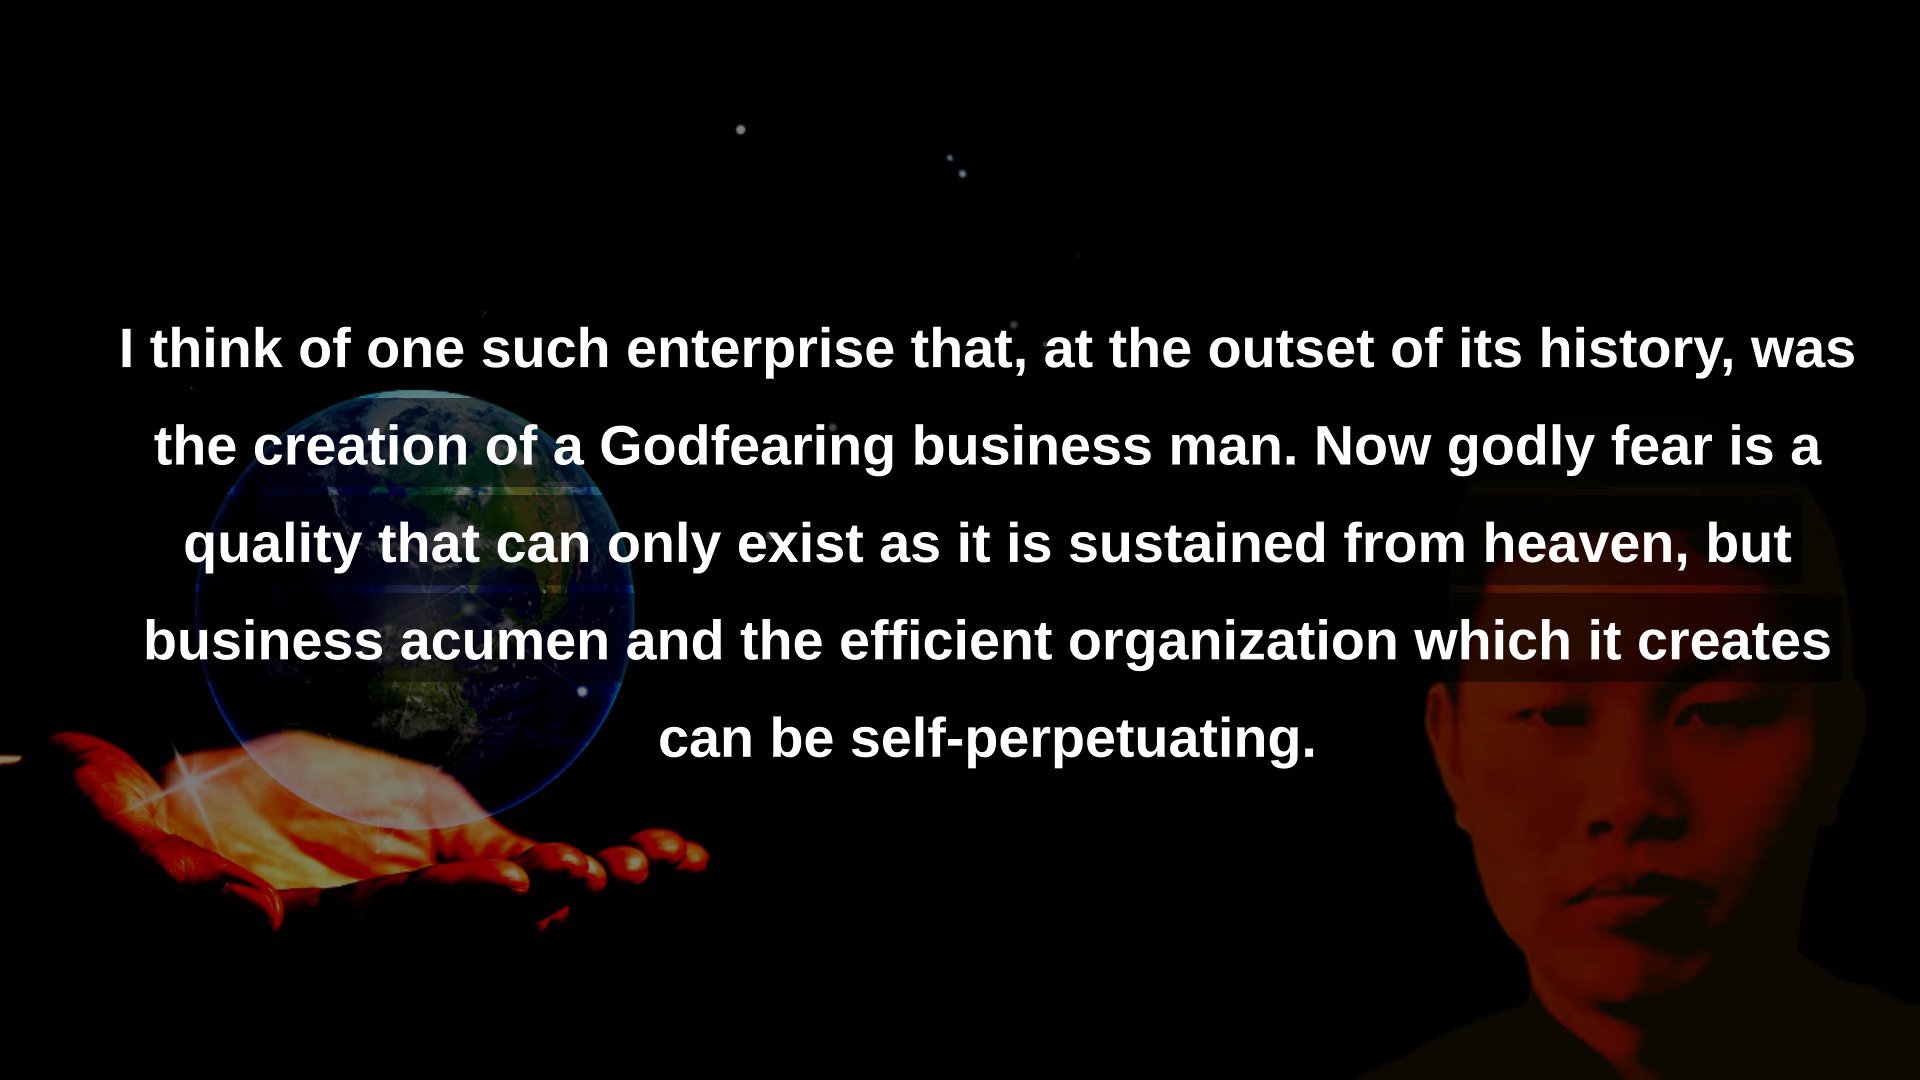 I think of one such enterprise that, at the outset of its history, was
the creation of a Godfearing business man. Now godly fear is a
quality that can only exist as it is sustained from heaven, but
business acumen and the efficient organization which it creates
can be self-perpetuating.